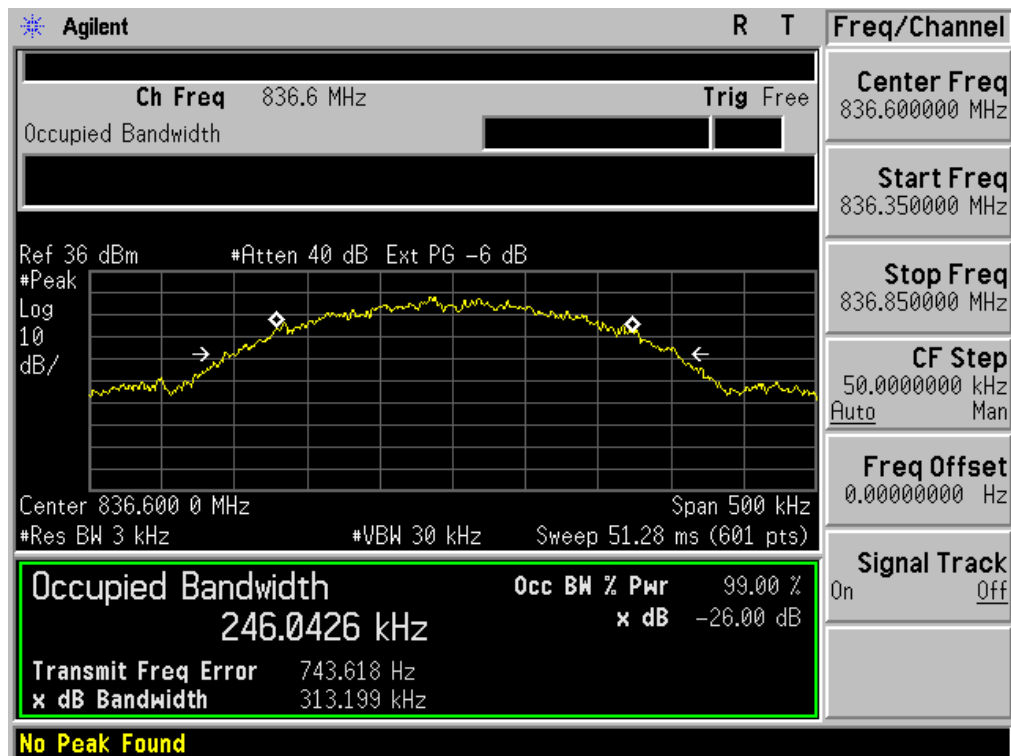 Agilent R T Freq/Channel
Ch Freq 836.6 MHz Trig Free
Occupied Bandwidth
Center Freq
836.600000 MHz
Start Freq
836.350000 MHz
Stop Freq
836.850000 MHz
CF Step
50.0000000 kHz
Auto Man
Freq Offset
0.00000000 Hz
Signal Track
On Off
Ref 36 dBm #Atten 40 dB Ext PG -6 dB
#Peak
Log
10
dB/
Center 836.600 0 MHz Span 500 kHz
#Res BW 3 kHz #VBW 30 kHz Sweep 51.28 ms (601 pts)
Occupied Bandwidth Occ BW % Pwr 99.00 %
246.0426 kHz x dB -26.00 dB
Transmit Freq Error 743.618 Hz
x dB Bandwidth 313.199 kHz
No Peak Found